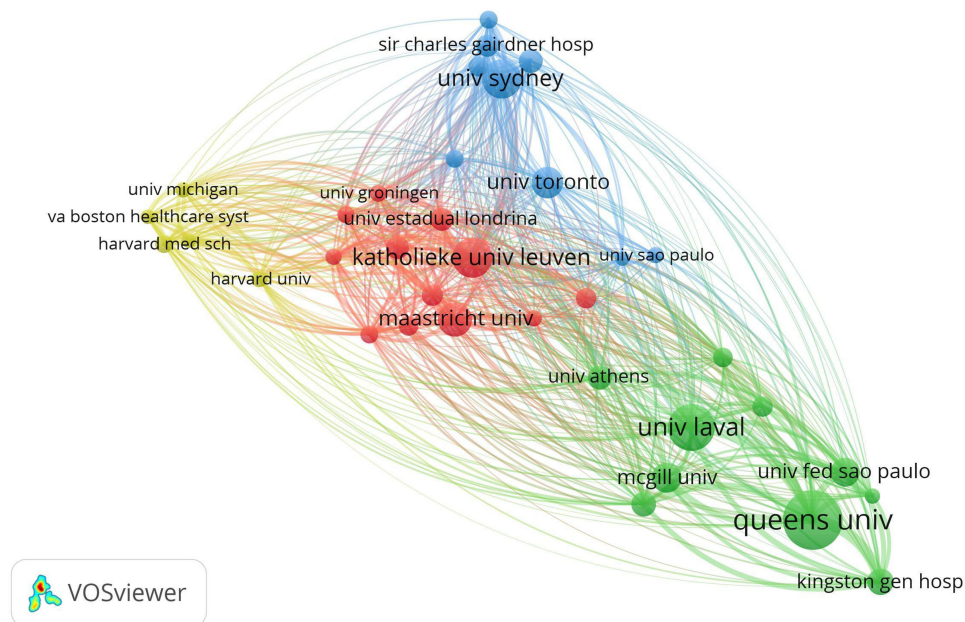 sir charles gairdner hosp
univ sydney
univ toronto
univ michigan
univ groningen
va boston healthcare syst
univ estadual londrina
harvard med sch
katholieke univ leuven
univ sao paulo
harvard univ
maastricht univ
univ athens
univ laval
univ fed sao paulo
mcgill univ
queens univ
kingston gen hosp
VOSviewer